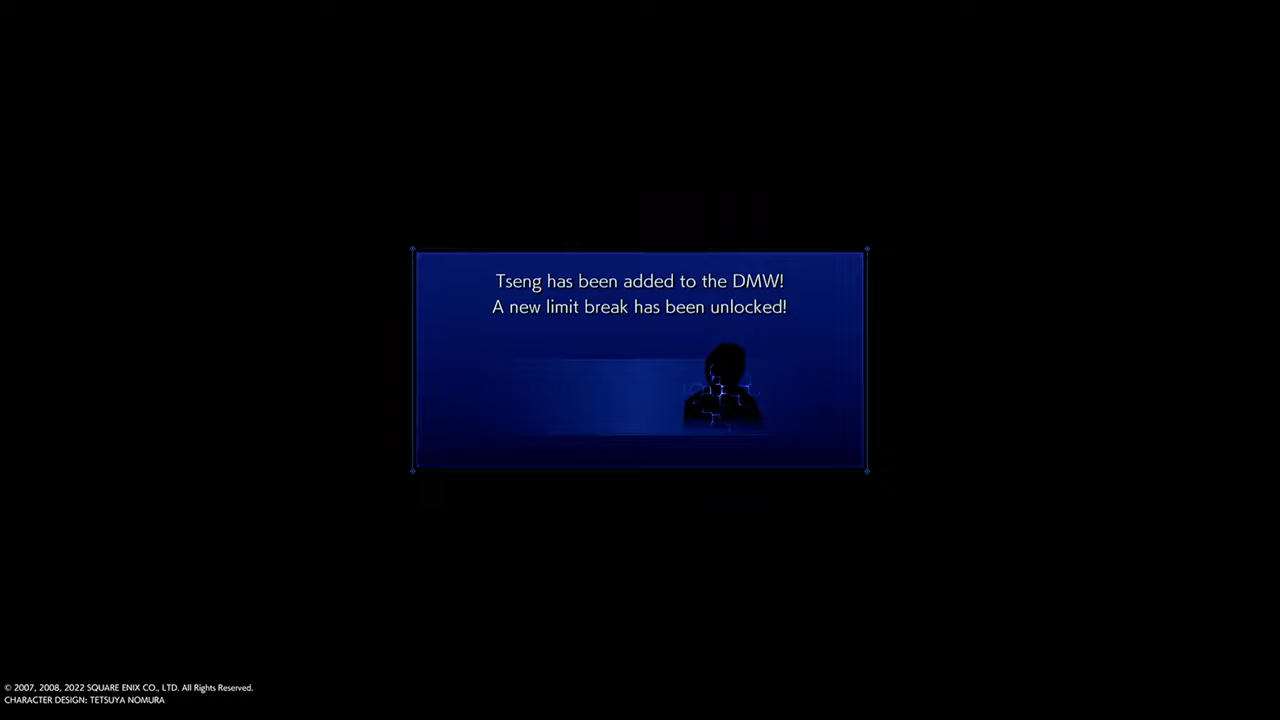 Tseng has been added to the DMW!
A new limit break has been unlocked!
© 2007, 2008, 2022 SQUARE ENIX CO., LTD. All Rights Reserved.
CHARACTER DESIGN: TETSUYA NOMURA